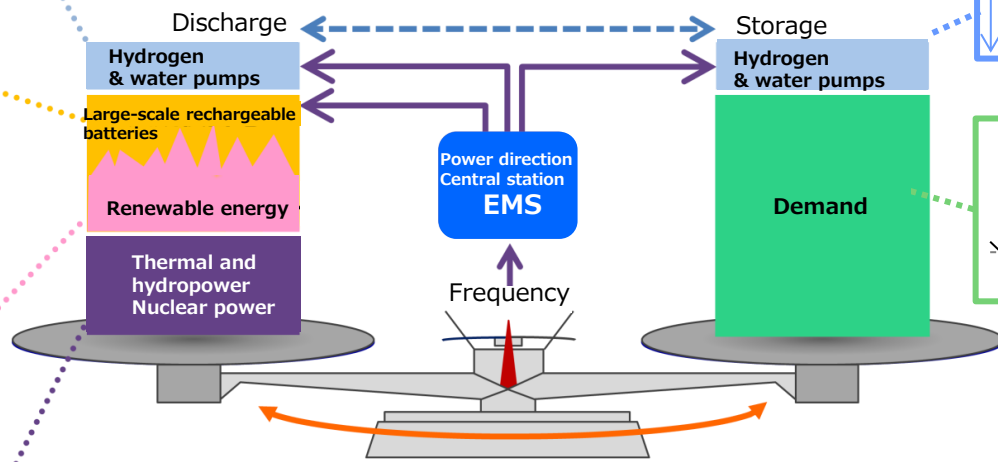 Discharge
Storage
Hydrogen
& water pumps
Hydrogen
& water pumps
Large-scale rechargeable
batteries
Power direction
Central station
EMS
Renewable energy
Demand
Thermal and
hydropower
Nuclear power
Frequency